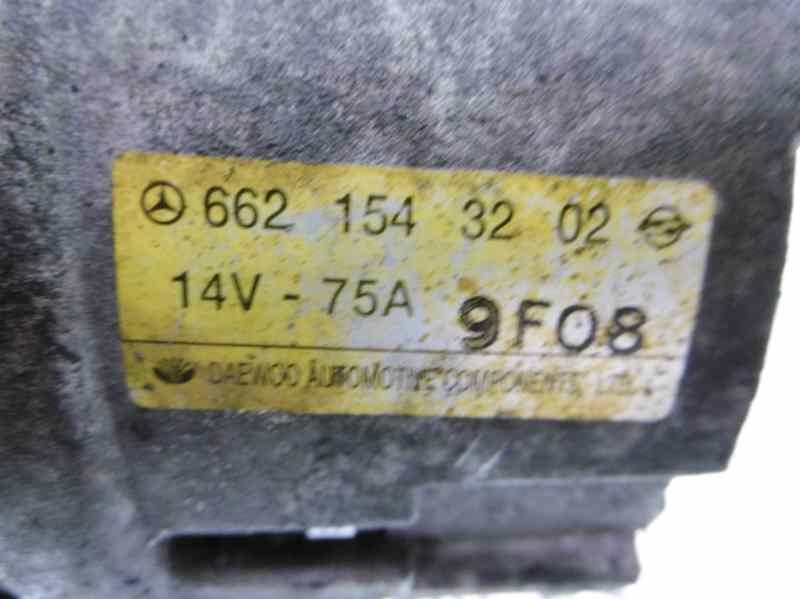 662 154 32 02
14V - 75A 9F08
DAEWOO AUTOMOTIVE COMPONENTS, LTD.